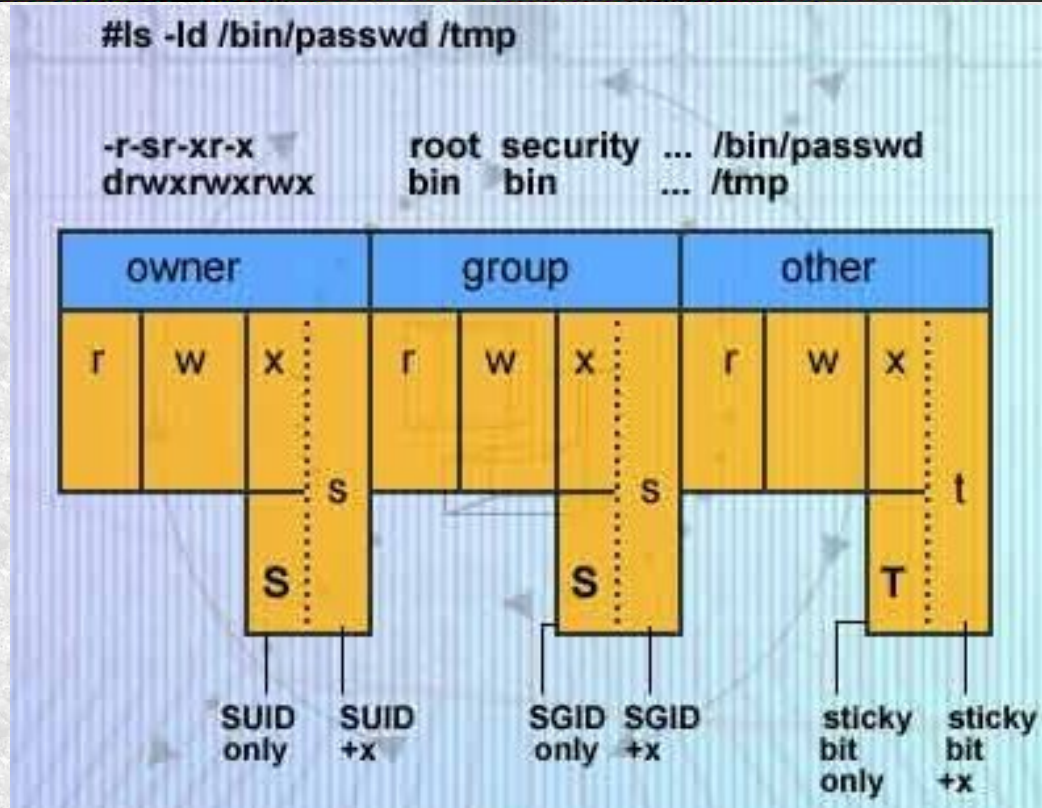 #ls -ld /bin/passwd /tmp
-r-sr-xr-x root security ... /bin/passwd
drwxrwxrwx bin bin ... /tmp
owner group other
r w x r w x r w x
s s t
S S T
SUID only SUID +x SGID only SGID +x sticky bit only sticky bit +x